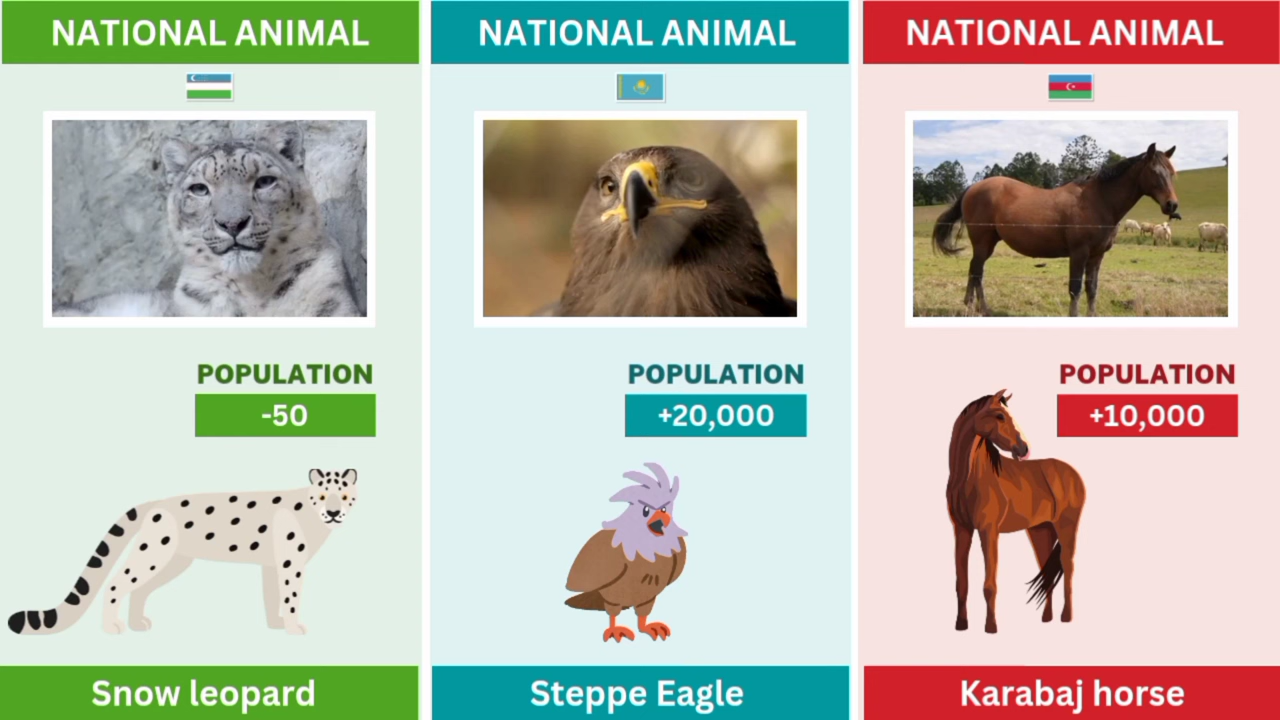 NATIONAL ANIMAL
POPULATION
-50
Snow leopard
NATIONAL ANIMAL
POPULATION
+20,000
Steppe Eagle
NATIONAL ANIMAL
POPULATION
+10,000
Karabaj horse